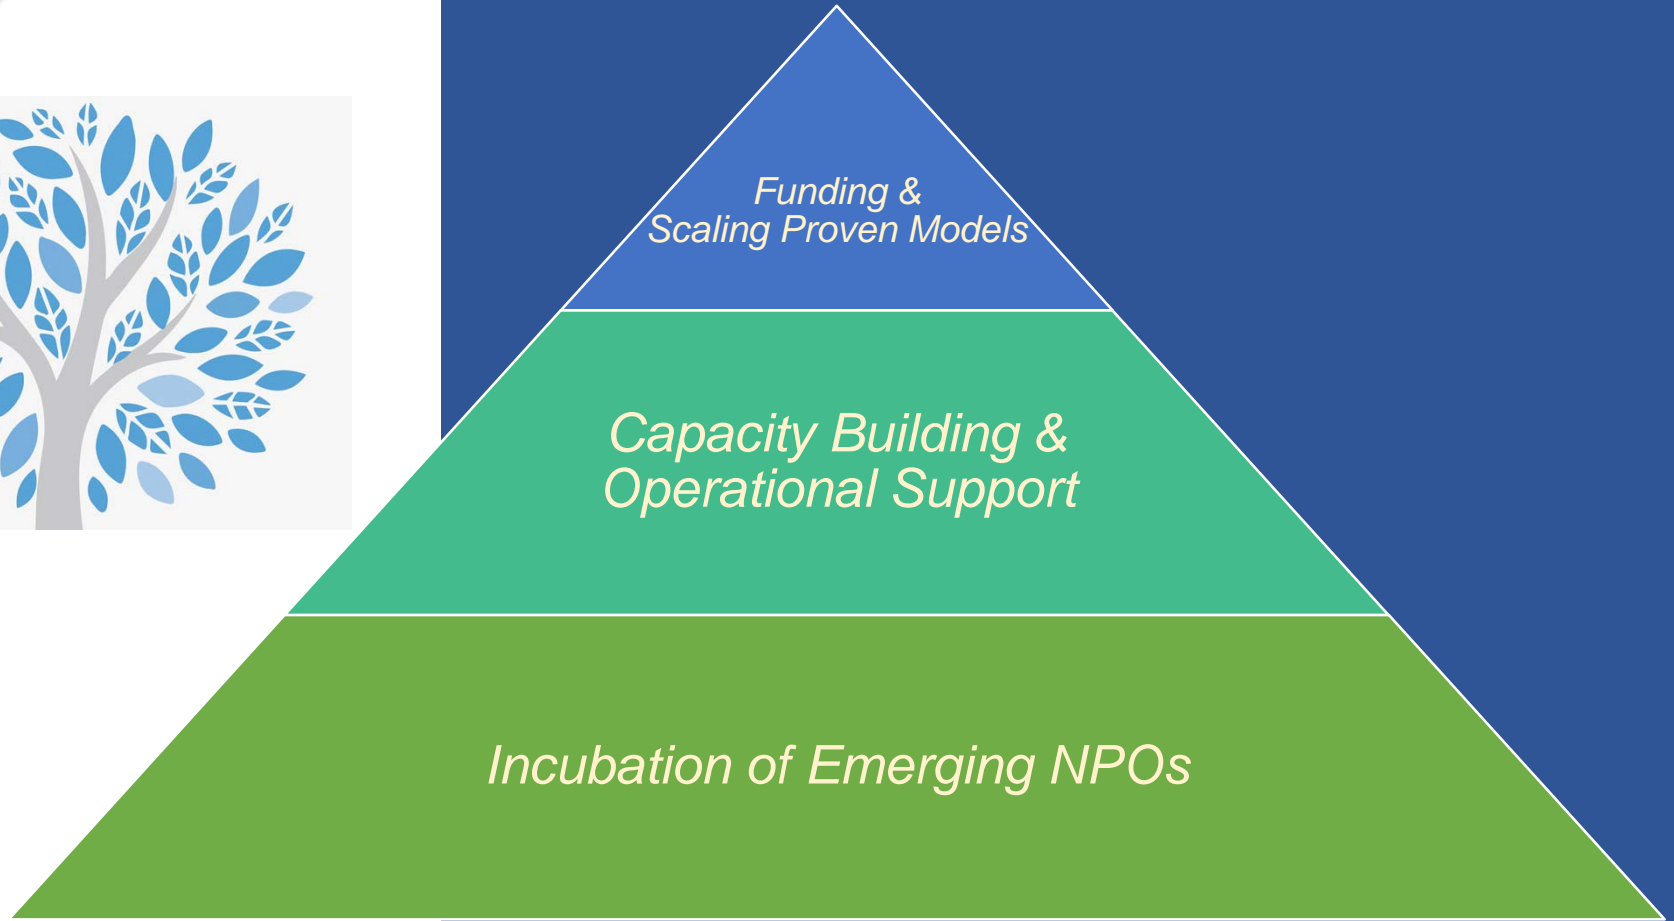 Funding &
Scaling Proven Models
Capacity Building &
Operational Support
Incubation of Emerging NPOs